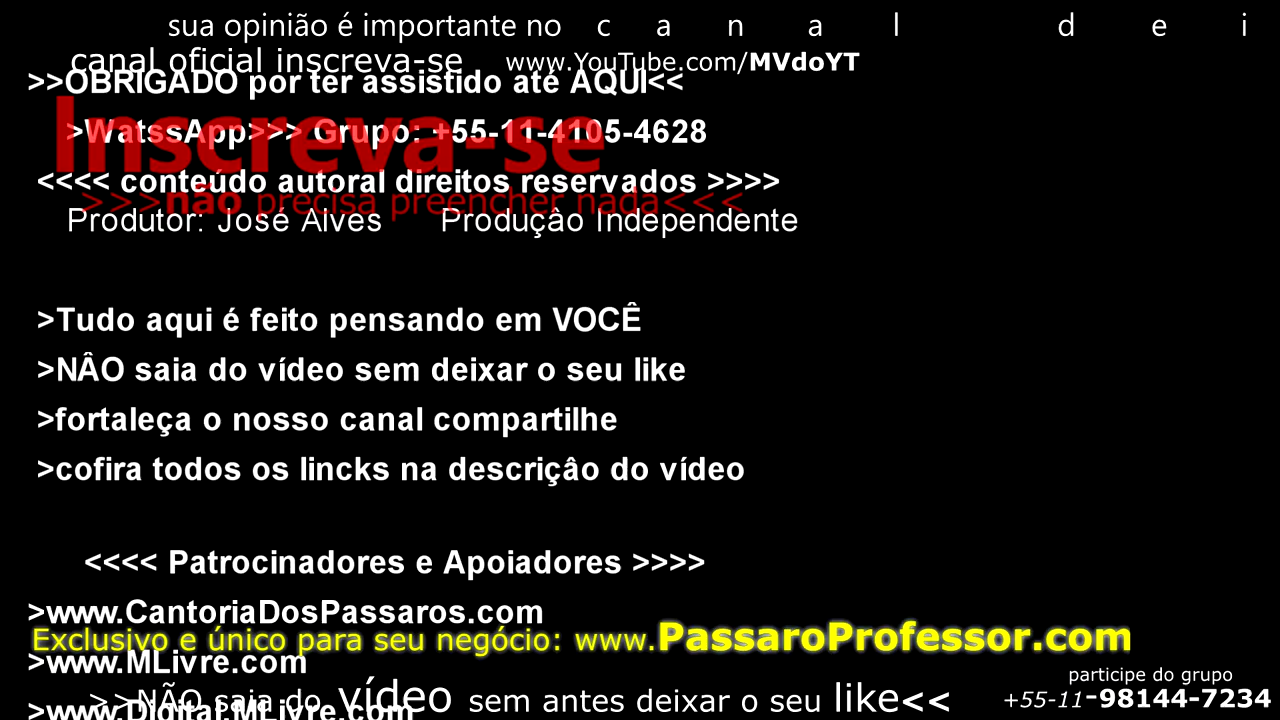 sua opinião é importante no c a n a l d e i
canal oficial inscreva-se www.YouTube.com/MVdoYT
>>OBRIGADO por ter assistido até AQUI<<
>WatssApp>>> Grupo: +55-11-4105-4628
Inscreva-se
<<<< conteúdo autoral direitos reservados >>>>
>>>não precisa preencher nada<<<
Produtor: José Alves Produçâo Independente
>Tudo aqui é feito pensando em VOCÊ
>NÂO saia do vídeo sem deixar o seu like
>fortaleça o nosso canal compartilhe
>cofira todos os lincks na descriçâo do vídeo
<<<< Patrocinadores e Apoiadores >>>>
>www.CantoriaDosPassaros.com
Exclusivo e único para seu negócio: www.PassaroProfessor.com
>www.MLivre.com
participe do grupo
>>NÃO saia do vídeo sem antes deixar o seu like<<
+55-11-98144-7234
>www.Digital.MLivre.com